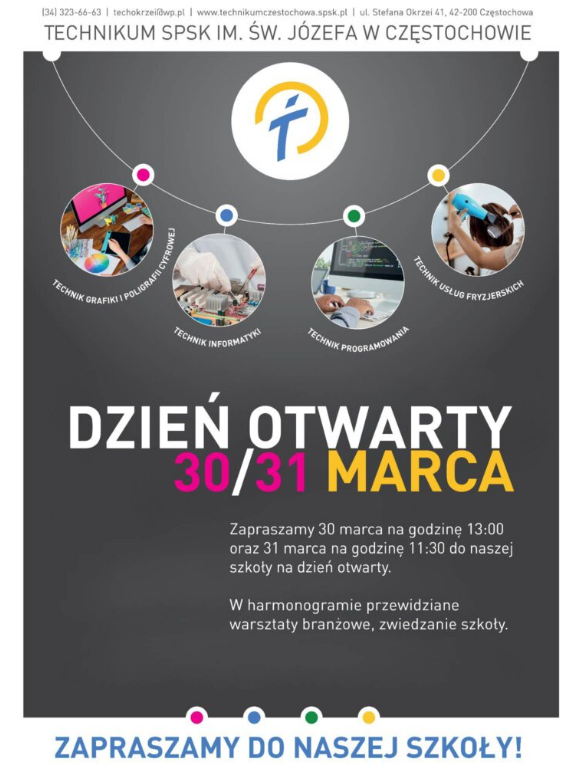 (34) 323-66-63 | techokrzei@wp.pl | www.technikumczestochowa.spsk.pl | ul. Stefana Okrzei 41, 42-200 Częstochowa
TECHNIKUM SPSK IM. ŚW. JÓZEFA W CZĘSTOCHOWIE
TECHNIK GRAFIKI I POLIGRAFII CYFROWEJ
TECHNIK INFORMATYKI
TECHNIK PROGRAMOWANIA
TECHNIK USŁUG FRYZJERSKICH
DZIEŃ OTWARTY
30/31 MARCA
Zapraszamy 30 marca na godzinę 13:00
oraz 31 marca na godzinę 11:30 do naszej
szkoły na dzień otwarty.
W harmonogramie przewidziane
warsztaty branżowe, zwiedzanie szkoły.
ZAPRASZAMY DO NASZEJ SZKOŁY!